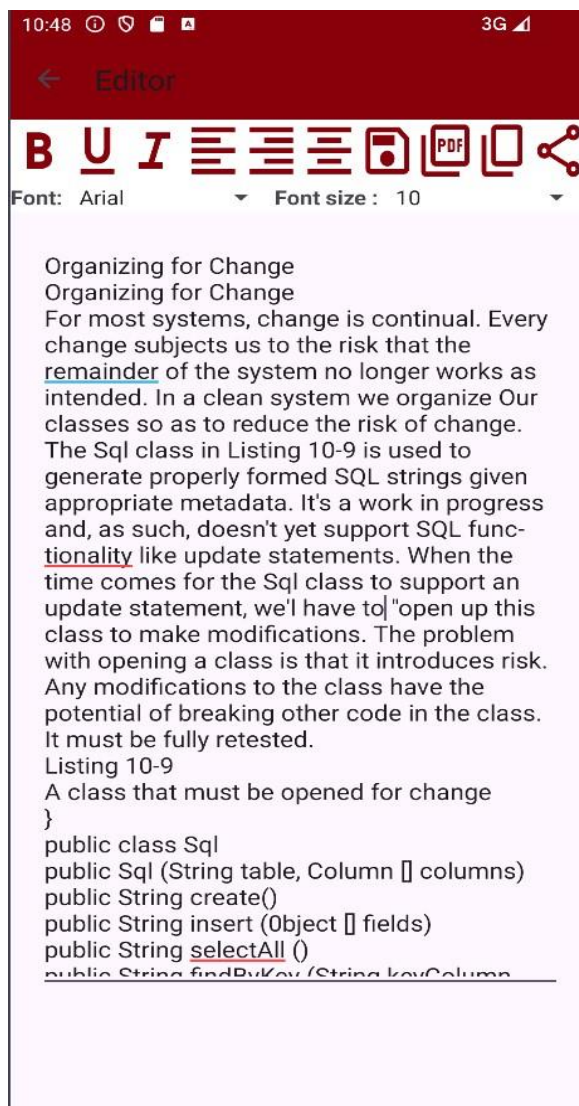 10:48
3G
Editor
B U I PDF
Font: Arial Font size : 10
Organizing for Change
Organizing for Change
For most systems, change is continual. Every
change subjects us to the risk that the
remainder of the system no longer works as
intended. In a clean system we organize Our
classes so as to reduce the risk of change.
The Sql class in Listing 10-9 is used to
generate properly formed SQL strings given
appropriate metadata. It's a work in progress
and, as such, doesn't yet support SQL func-
tionality like update statements. When the
time comes for the Sql class to support an
update statement, we'l have to "open up this
class to make modifications. The problem
with opening a class is that it introduces risk.
Any modifications to the class have the
potential of breaking other code in the class.
It must be fully retested.
Listing 10-9
A class that must be opened for change
}
public class Sql
public Sql (String table, Column [] columns)
public String create()
public String insert (0bject [] fields)
public String selectAll ()
public String findByKey (String keyColumn